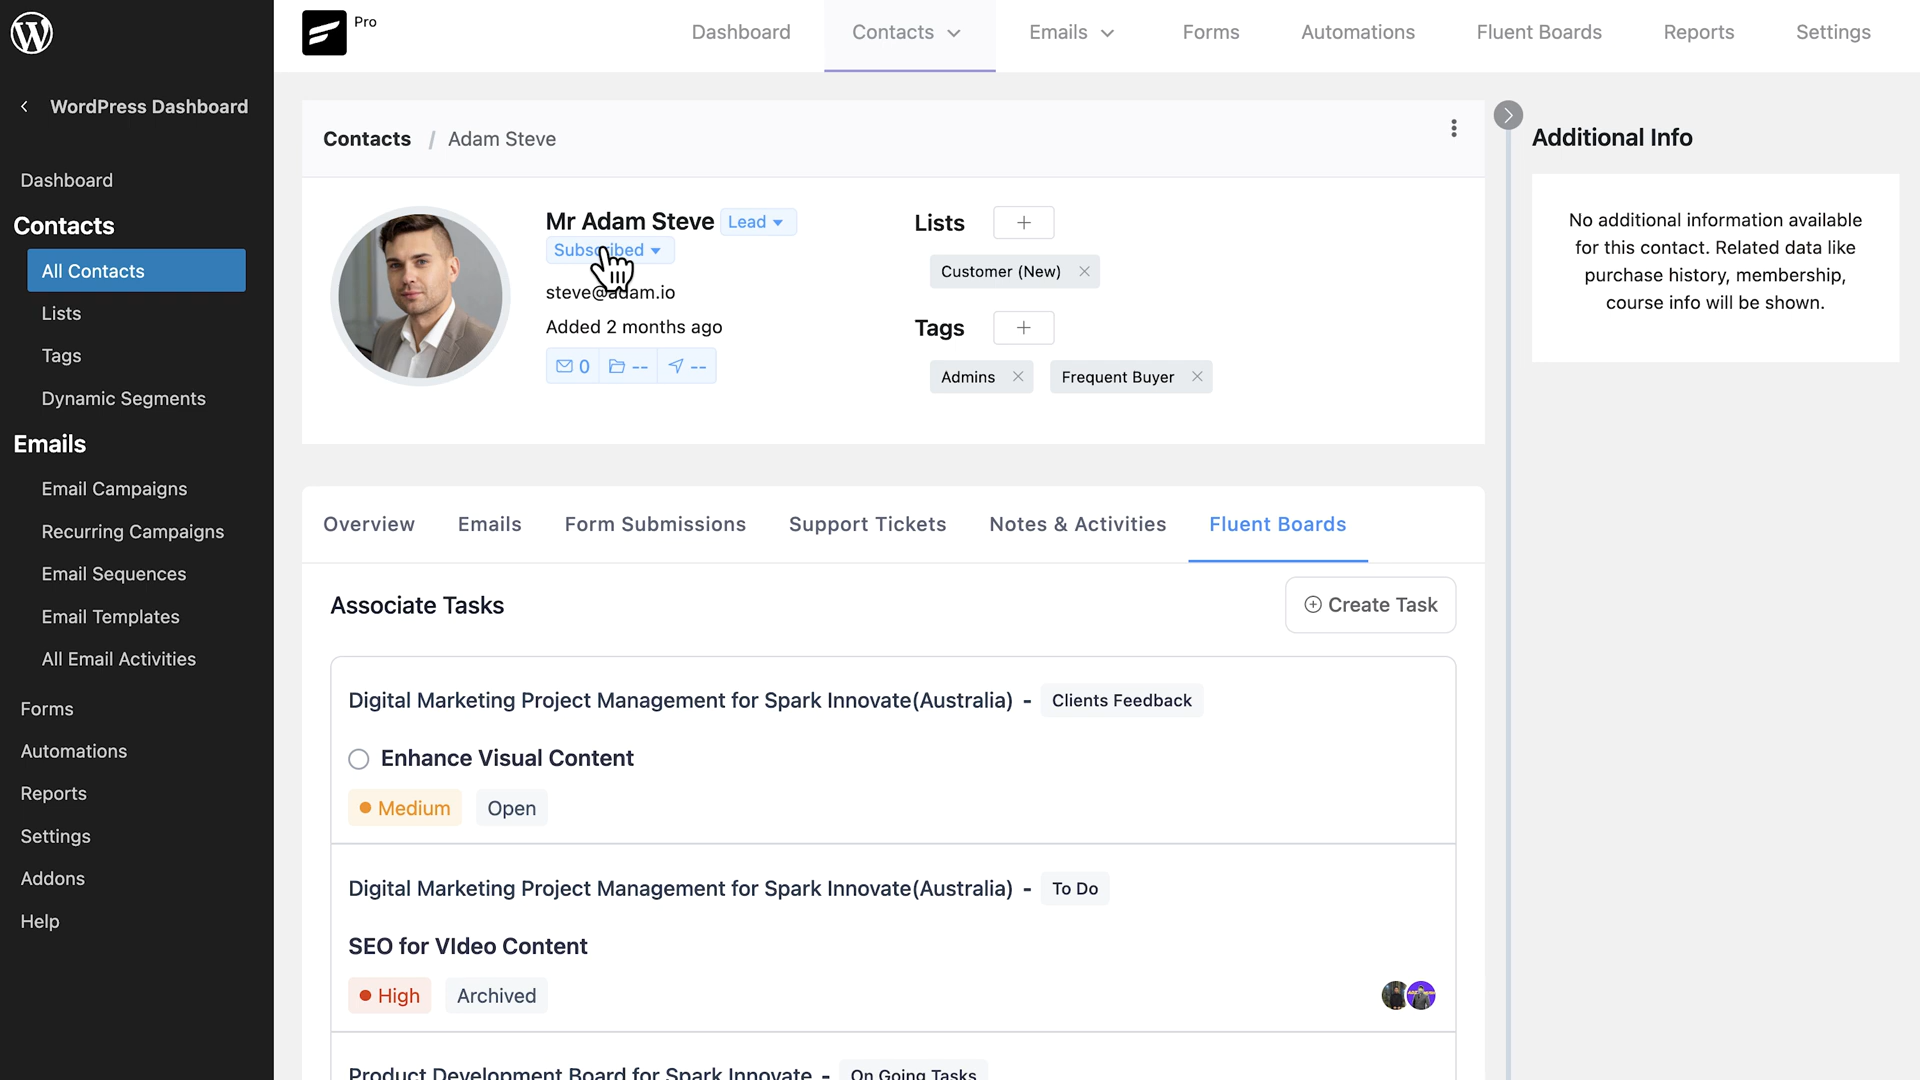 Pro
Dashboard
Contacts
Emails
Forms
Automations
Fluent Boards
Reports
Settings
WordPress Dashboard
Dashboard
Contacts
All Contacts
Lists
Tags
Dynamic Segments
Emails
Email Campaigns
Recurring Campaigns
Email Sequences
Email Templates
All Email Activities
Forms
Automations
Reports
Settings
Addons
Help
Contacts / Adam Steve
Mr Adam Steve Lead
Subscribed
steve@adam.io
Added 2 months ago
0 -- --
Lists +
Customer (New)
Tags +
Admins
Frequent Buyer
Additional Info
No additional information available
for this contact. Related data like
purchase history, membership,
course info will be shown.
Overview
Emails
Form Submissions
Support Tickets
Notes & Activities
Fluent Boards
Associate Tasks
Create Task
Digital Marketing Project Management for Spark Innovate(Australia) - Clients Feedback
Enhance Visual Content
Medium Open
Digital Marketing Project Management for Spark Innovate(Australia) - To Do
SEO for VIdeo Content
High Archived
Product Development Board for Spark Innovate - On Going Tasks